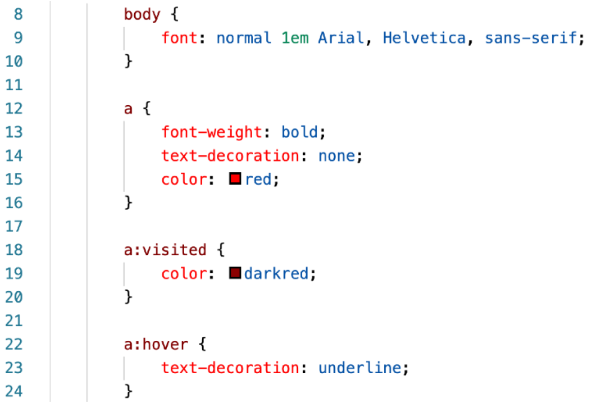 8 body {
9 font: normal 1em Arial, Helvetica, sans-serif;
10 }
11
12 a {
13 font-weight: bold;
14 text-decoration: none;
15 color: red;
16 }
17
18 a:visited {
19 color: darkred;
20 }
21
22 a:hover {
23 text-decoration: underline;
24 }